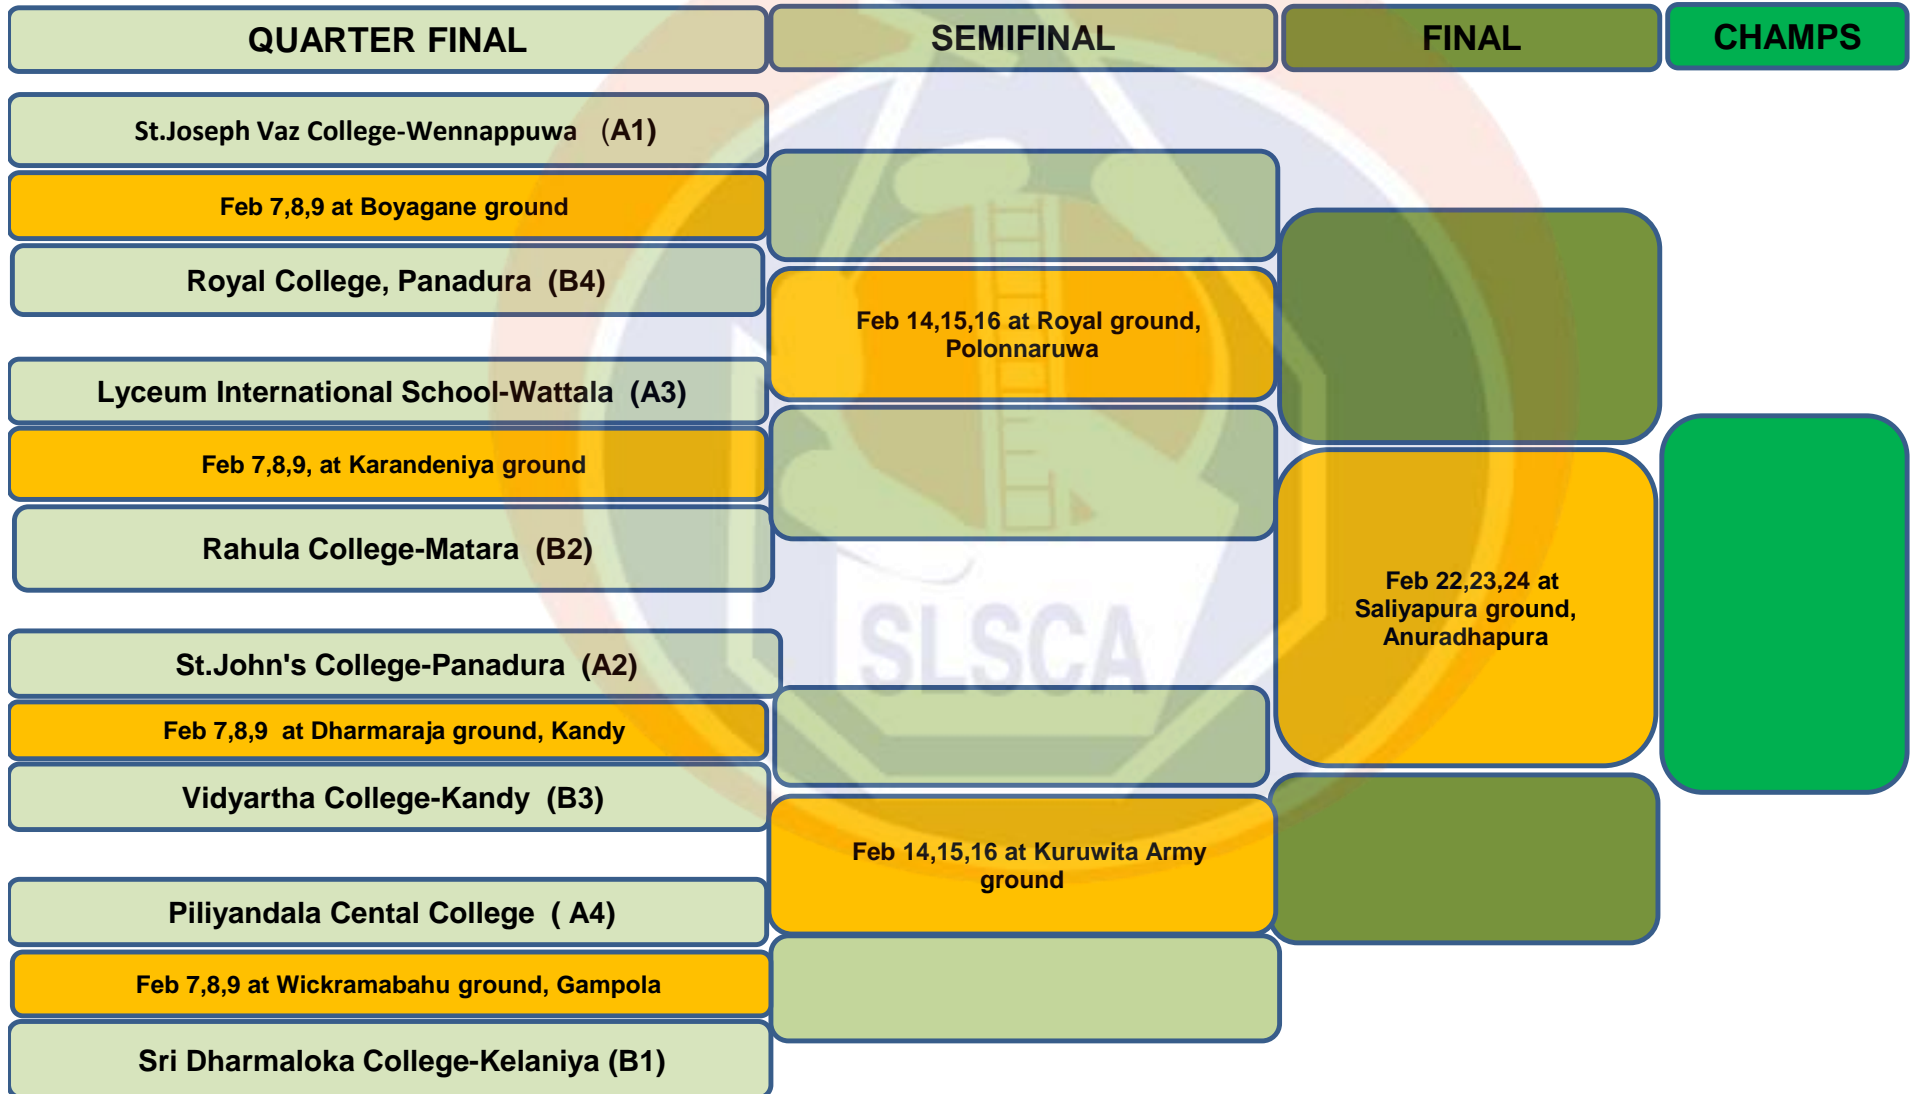 QUARTER FINAL
SEMIFINAL
FINAL
CHAMPS
St.Joseph Vaz College-Wennappuwa (A1)
Feb 7,8,9 at Boyagane ground
Royal College, Panadura (B4)
Lyceum International School-Wattala (A3)
Feb 7,8,9, at Karandeniya ground
Rahula College-Matara (B2)
St.John's College-Panadura (A2)
Feb 7,8,9 at Dharmaraja ground, Kandy
Vidyartha College-Kandy (B3)
Piliyandala Cental College ( A4)
Feb 7,8,9 at Wickramabahu ground, Gampola
Sri Dharmaloka College-Kelaniya (B1)
Feb 14,15,16 at Royal ground,
Polonnaruwa
Feb 14,15,16 at Kuruwita Army
ground
Feb 22,23,24 at
Saliyapura ground,
Anuradhapura
SLSCA